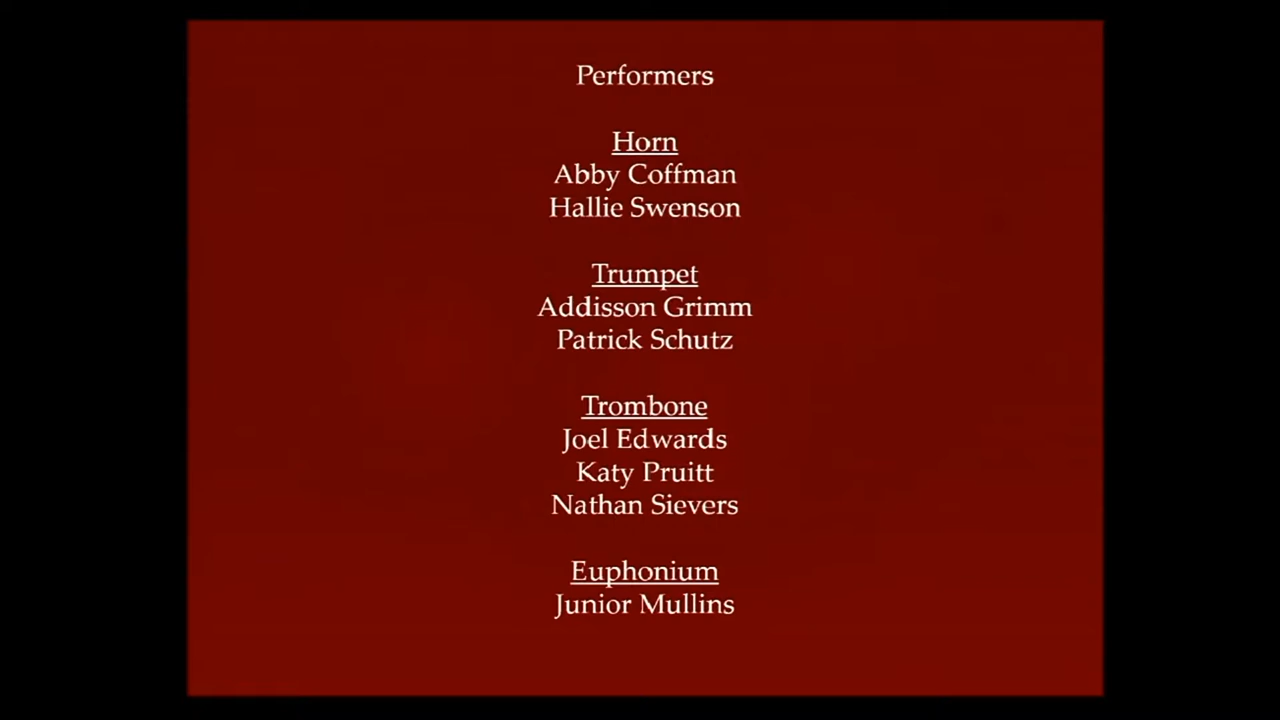 Performers
Horn
Abby Coffman
Hallie Swenson
Trumpet
Addisson Grimm
Patrick Schutz
Trombone
Joel Edwards
Katy Pruitt
Nathan Sievers
Euphonium
Junior Mullins